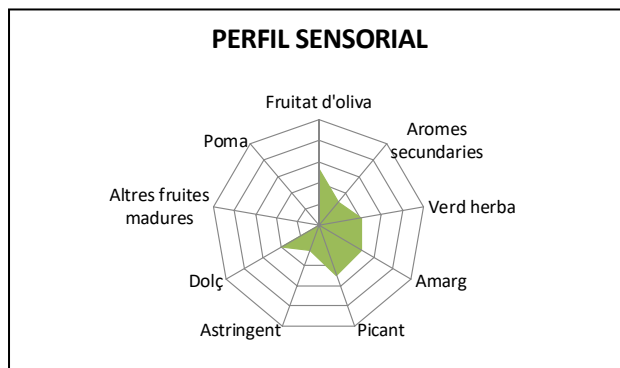 PERFIL SENSORIAL
Fruitat d'oliva
Aromes
secundaries
Verd herba
Amarg
Picant
Astringent
Dolç
Altres fruites
madures
Poma